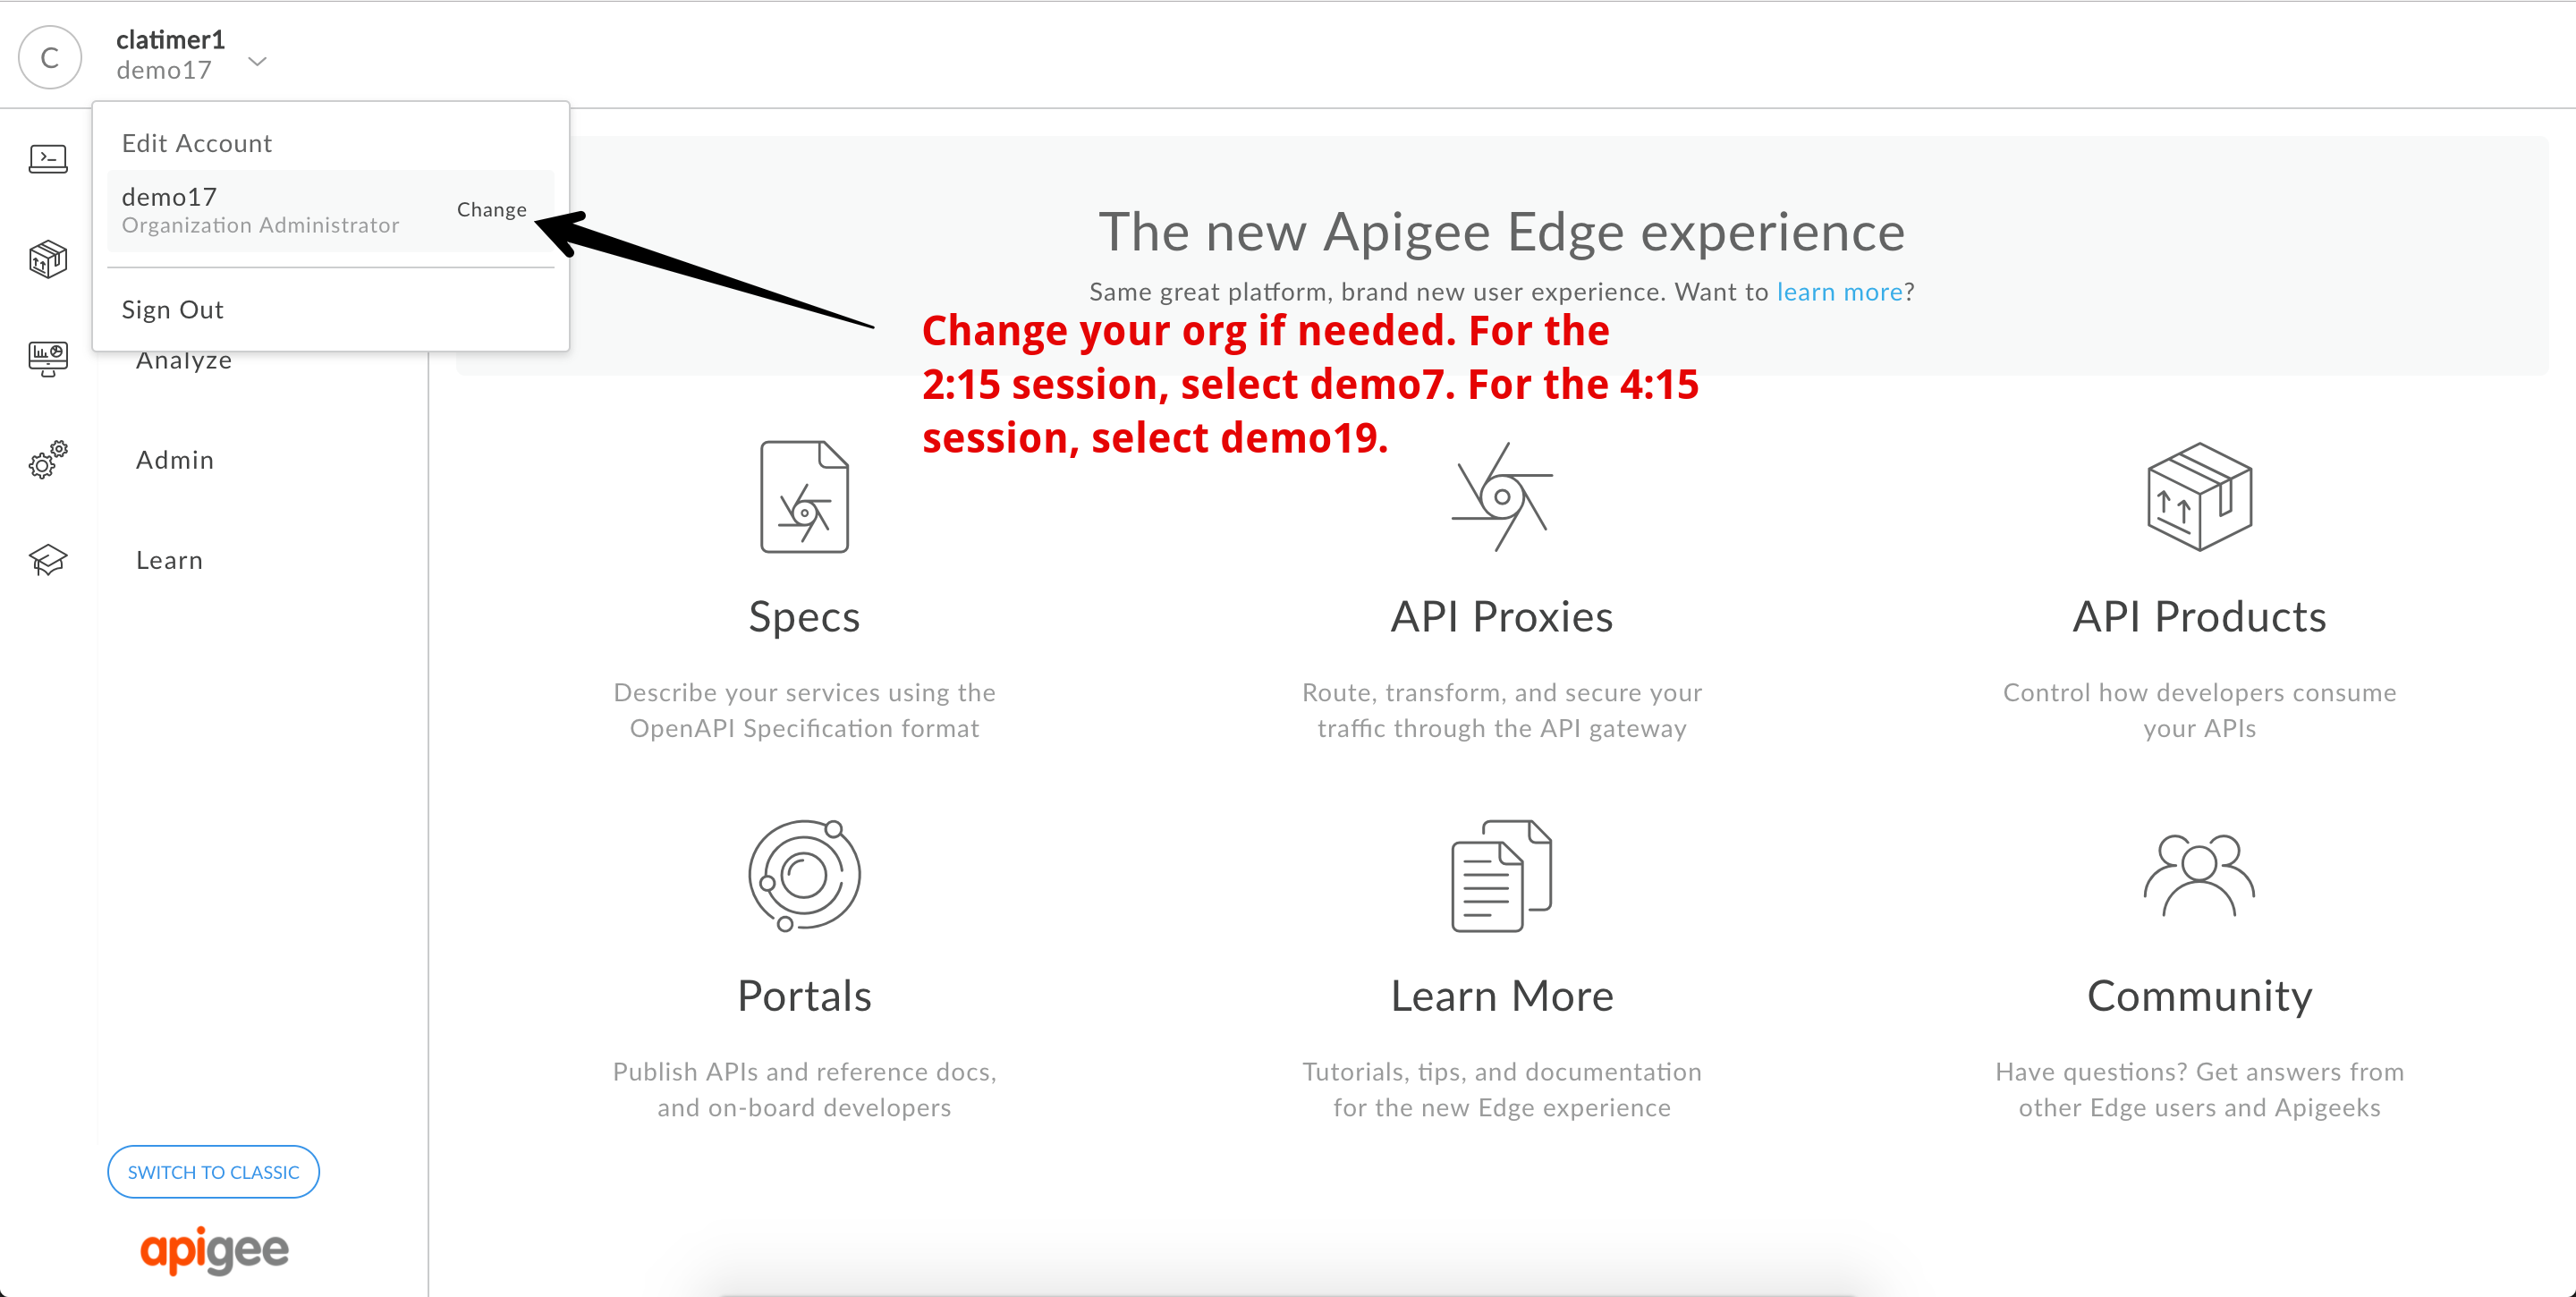 C
clatimer1
demo17
Edit Account
demo17
Organization Administrator
Change
Sign Out
Analyze
Admin
Learn
SWITCH TO CLASSIC
apigee
The new Apigee Edge experience
Same great platform, brand new user experience. Want to learn more?
Change your org if needed. For the
2:15 session, select demo7. For the 4:15
session, select demo19.
Specs
Describe your services using the
OpenAPI Specification format
API Proxies
Route, transform, and secure your
traffic through the API gateway
API Products
Control how developers consume
your APIs
Portals
Publish APIs and reference docs,
and on-board developers
Learn More
Tutorials, tips, and documentation
for the new Edge experience
Community
Have questions? Get answers from
other Edge users and Apigeeks